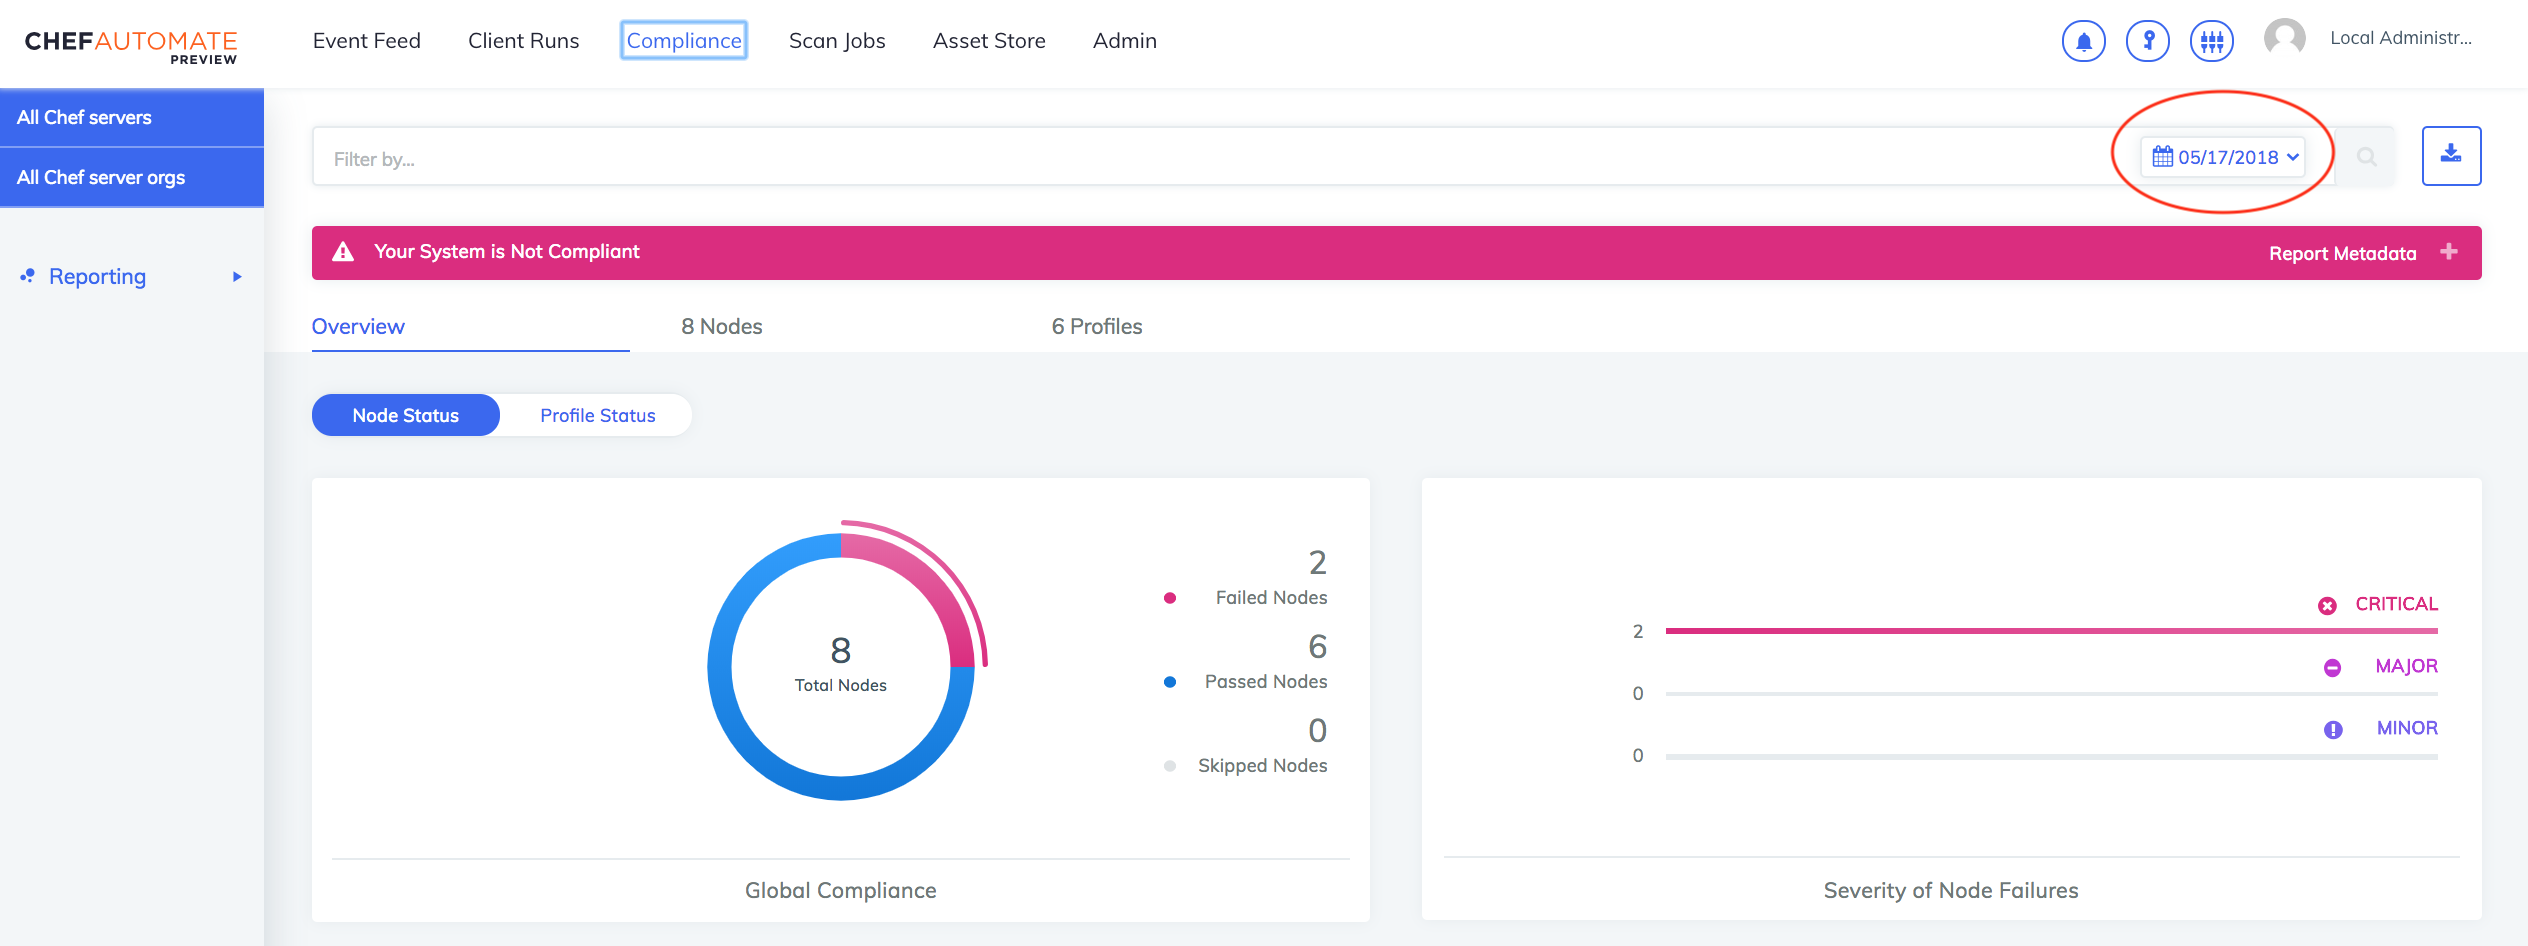 CHEFAUTOMATE
PREVIEW
Event Feed
Client Runs
Compliance
Scan Jobs
Asset Store
Admin
Local Administr...
All Chef servers
All Chef server orgs
Reporting
Filter by...
05/17/2018
Your System is Not Compliant
Report Metadata
Overview
8 Nodes
6 Profiles
Node Status
Profile Status
8
Total Nodes
2
Failed Nodes
6
Passed Nodes
0
Skipped Nodes
Global Compliance
CRITICAL
2
MAJOR
0
MINOR
0
Severity of Node Failures